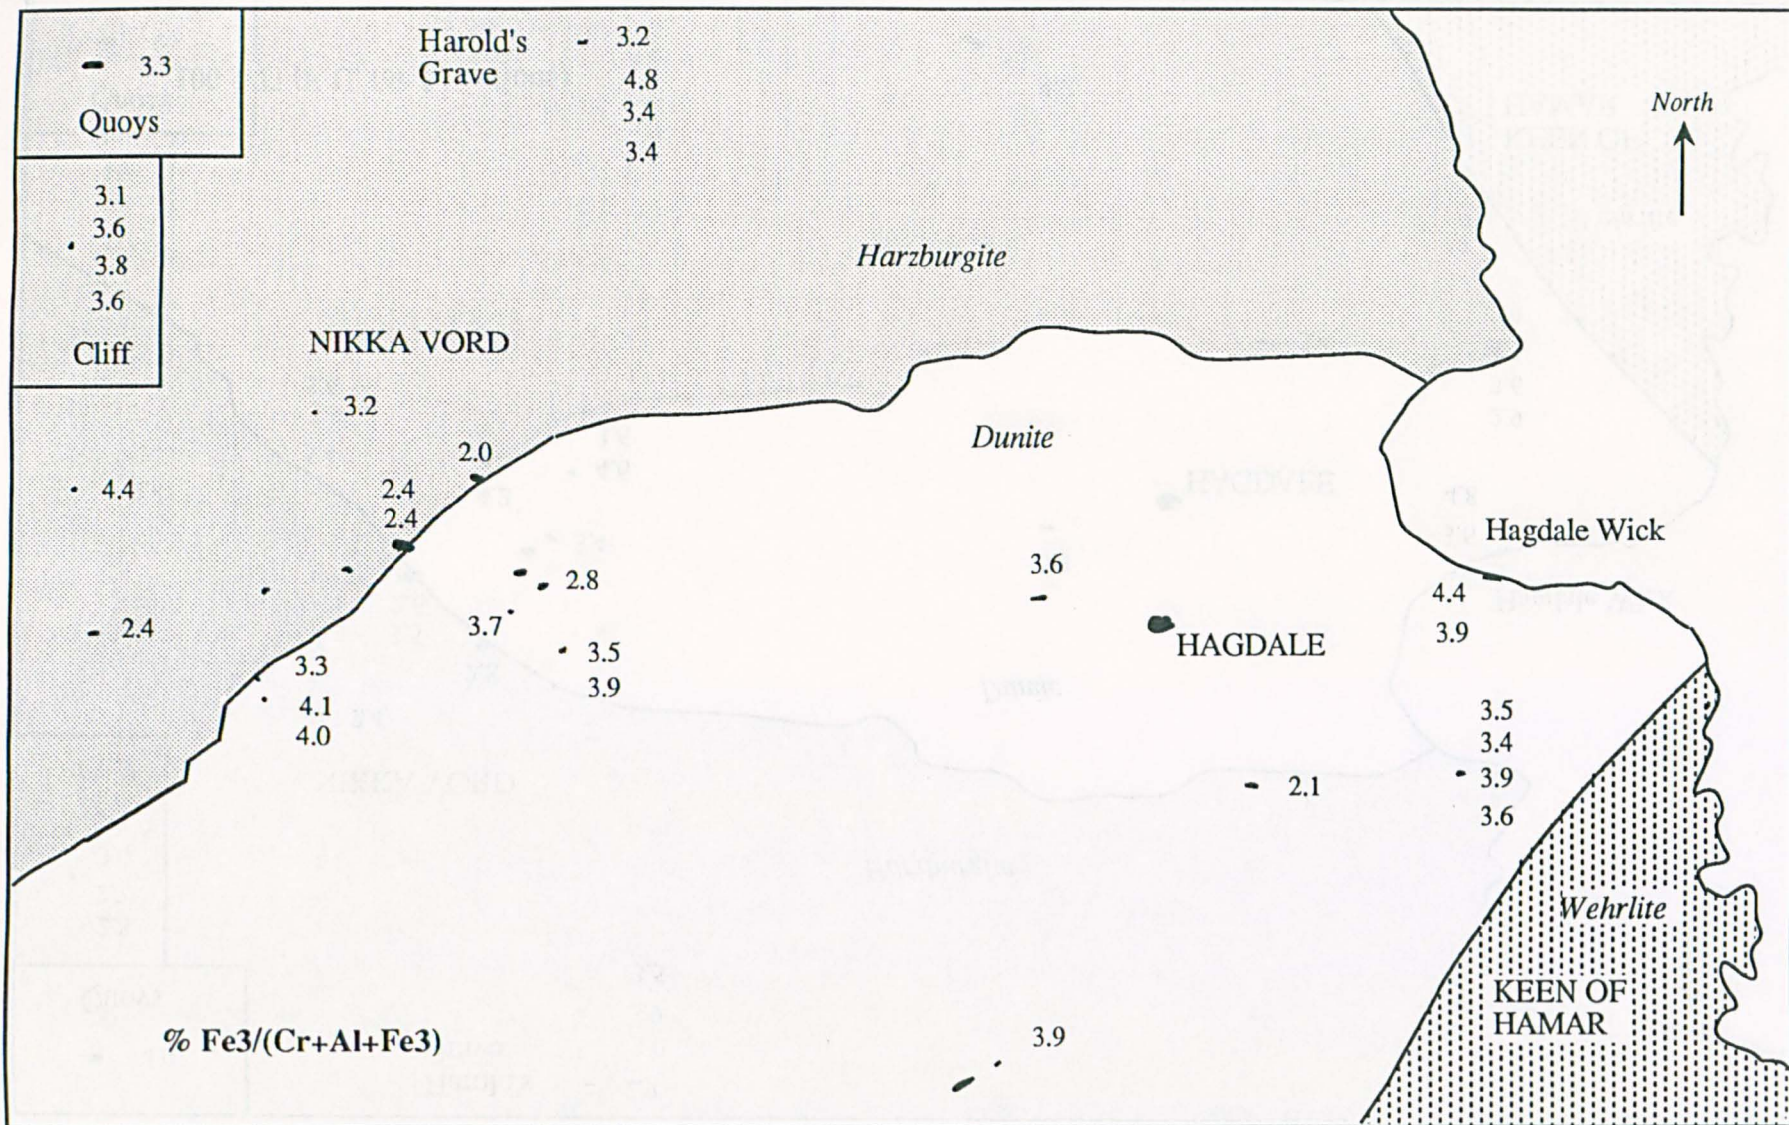 3.3
Quoys
3.1
3.6
3.8
3.6
Cliff
Harold's
Grave
3.2
4.8
3.4
3.4
North
Harzburgite
NIKKA VORD
3.2
2.0
2.4
2.4
4.4
2.4
Dunite
2.8
3.7
3.5
3.9
3.3
4.1
4.0
3.6
HAGDALE
Hagdale Wick
4.4
3.9
3.5
3.4
3.9
3.6
2.1
Wehrlite
KEEN OF
HAMAR
3.9
% Fe3/(Cr+Al+Fe3)